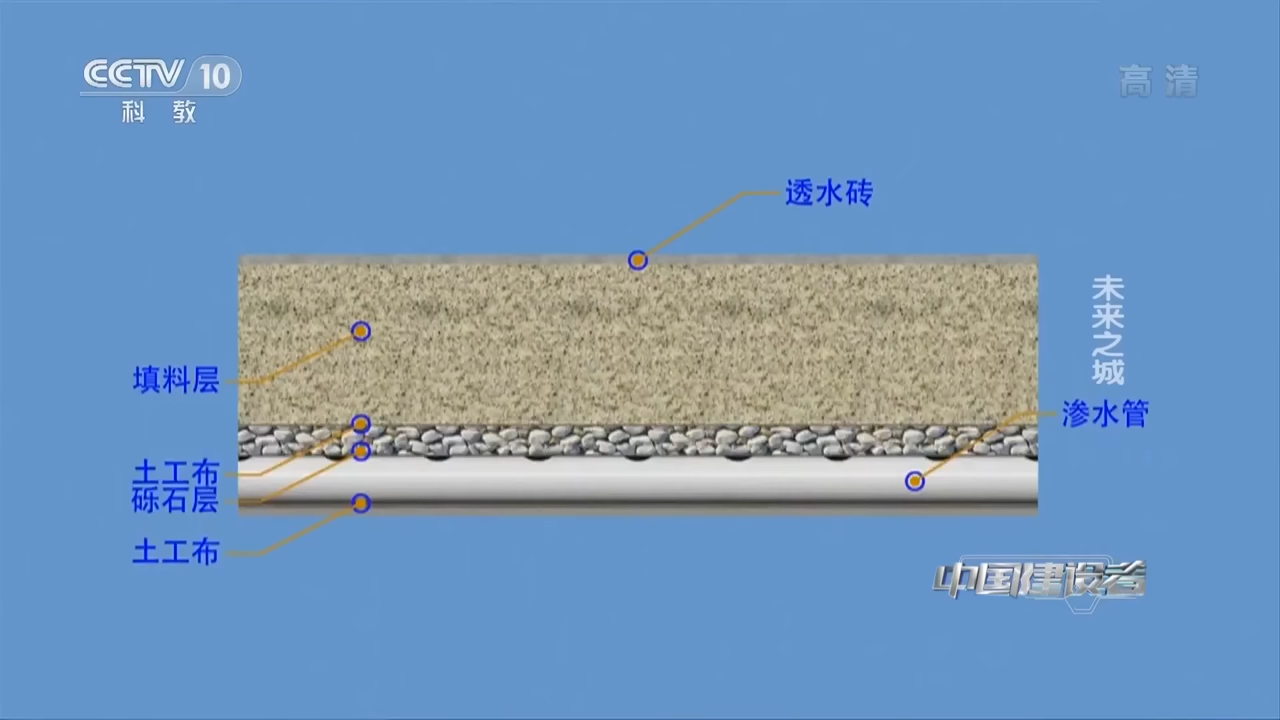 CCTV 10
科教
高清
透水砖
未来之城
填料层
渗水管
土工布
砾石层
土工布
中国建设者